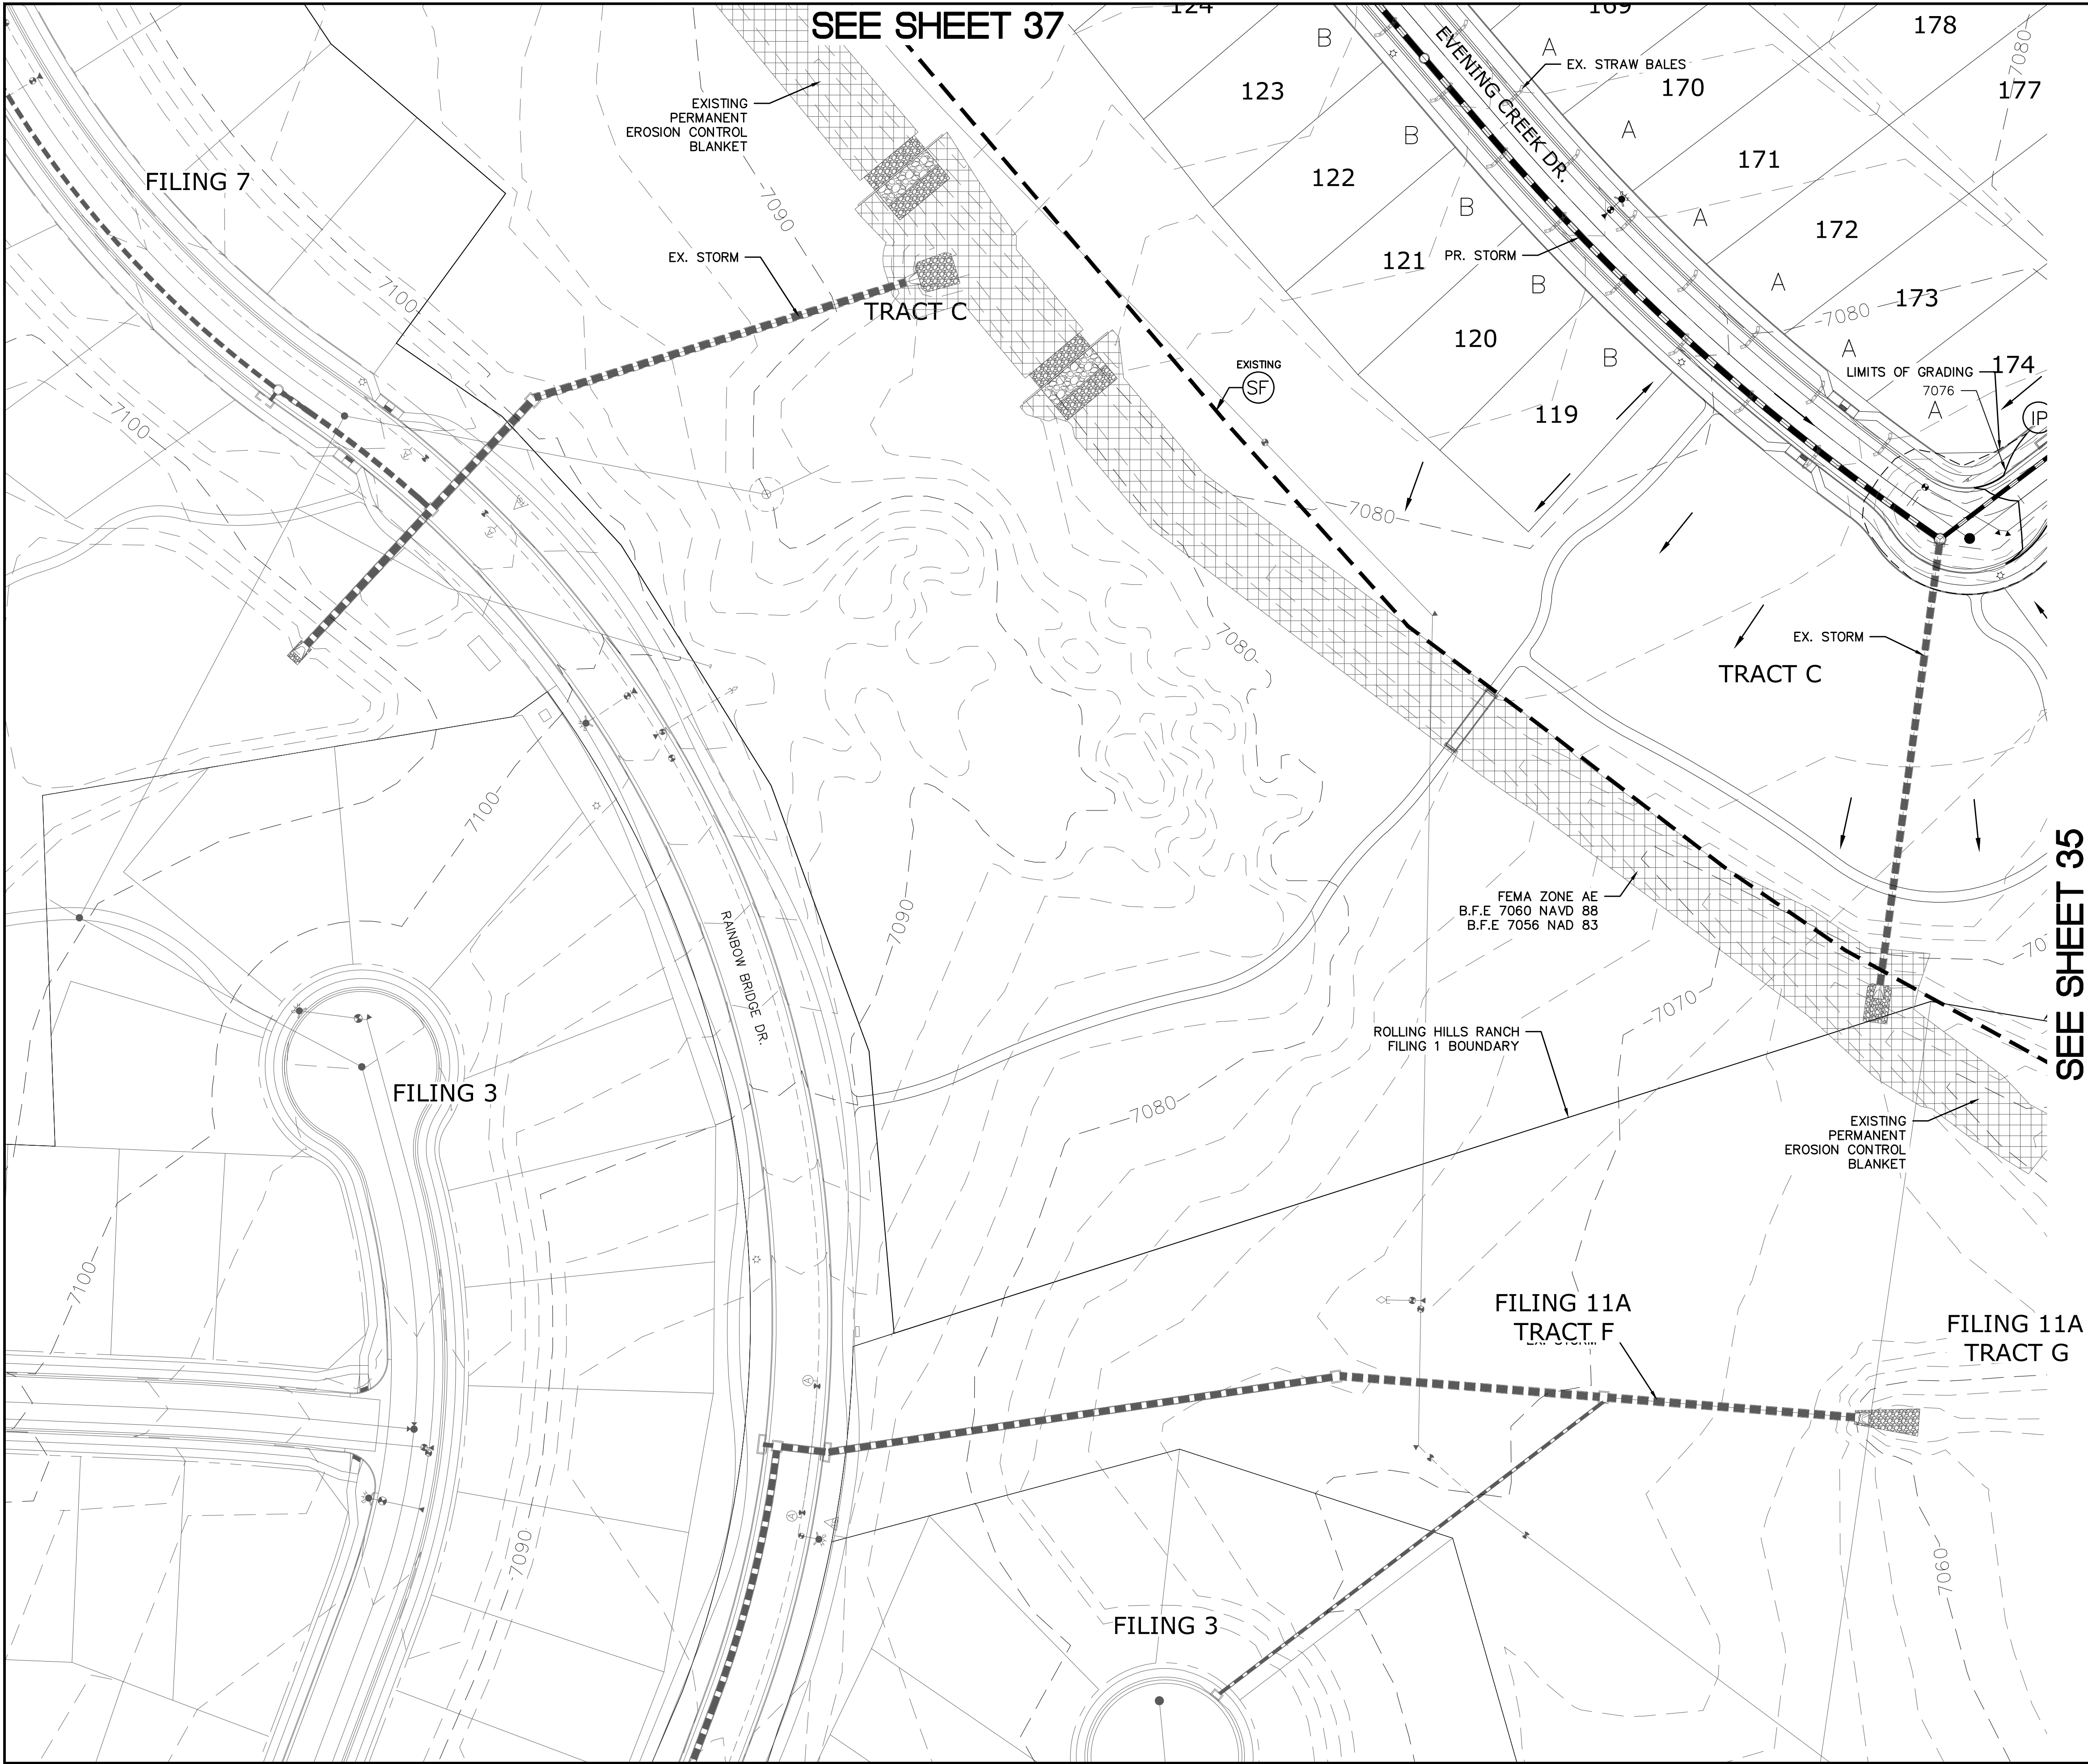 SEE SHEET 37
124
169
178
B
EVENING CREEK DR.
A
EX. STRAW BALES
7080
123
170
177
EXISTING
PERMANENT
EROSION CONTROL
BLANKET
B
A
171
FILING 7
122
7090
B
A
172
EX. STORM
121
PR. STORM
B
A
173
7100
TRACT C
7080
120
B
A
174
EXISTING
SF
LIMITS OF GRADING
7076
A
IP
7100
119
7080
7080
EX. STORM
TRACT C
7100
SEE SHEET 35
FEMA ZONE AE
B.F.E 7060 NAVD 88
B.F.E 7056 NAD 83
RAINBOW BRIDGE DR.
7090
70
7070
ROLLING HILLS RANCH
FILING 1 BOUNDARY
FILING 3
7080
EXISTING
PERMANENT
EROSION CONTROL
BLANKET
7100
FILING 11A
TRACT F
EX. STORM
FILING 11A
TRACT G
A
A
7090
7060
FILING 3